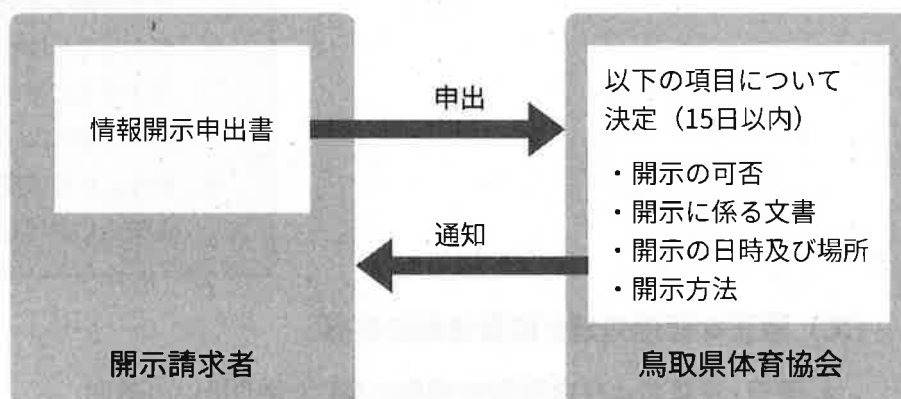 情報開示申出書
申出
以下の項目について
決定（15日以内）
・開示の可否
・開示に係る文書
・開示の日時及び場所
・開示方法
通知
開示請求者
鳥取県体育協会